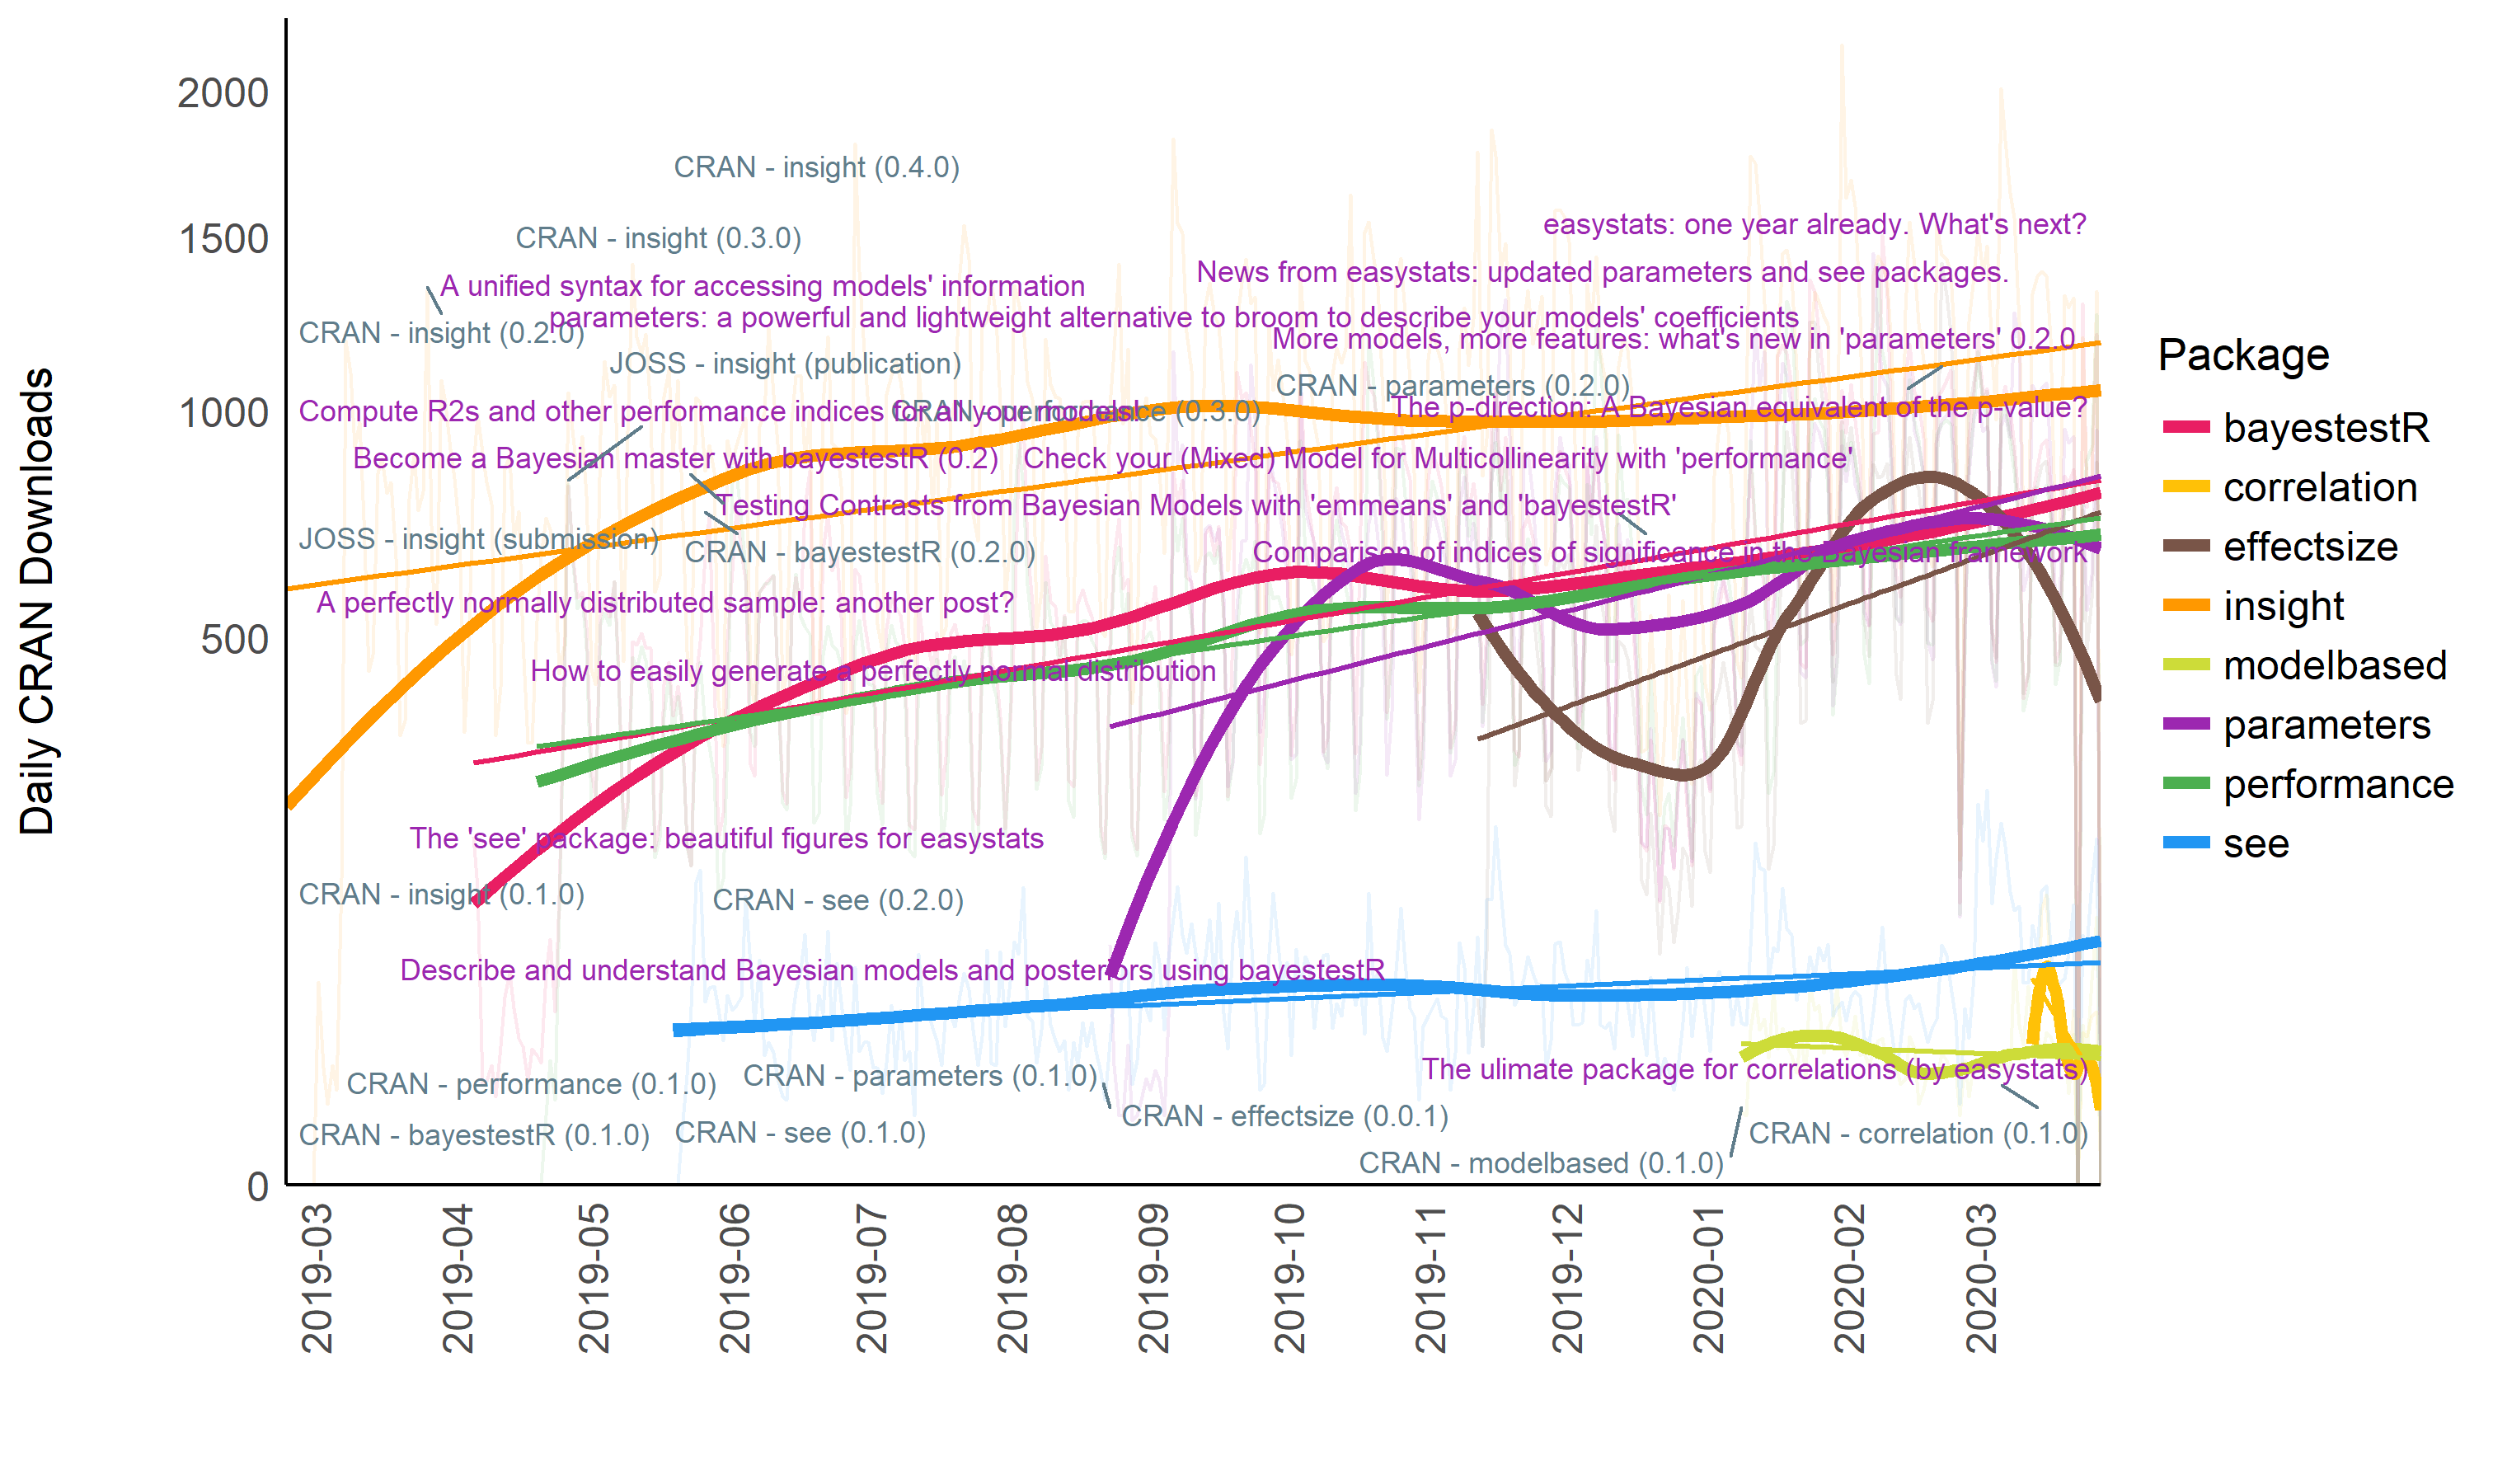 2000
CRAN - insight (0.4.0)
1500
CRAN - insight (0.3.0)
easystats: one year already. What's next?
A unified syntax for accessing models' information
News from easystats: updated parameters and see packages.
CRAN - insight (0.2.0)
parameters: a powerful and lightweight alternative to broom to describe your models' coefficients
More models, more features: what's new in 'parameters' 0.2.0
JOSS - insight (publication)
CRAN - parameters (0.2.0)
1000
Compute R2s and other performance indices for all your models!
CRAN - performance (0.3.0)
The p-direction: A Bayesian equivalent of the p-value?
Become a Bayesian master with bayestestR (0.2)
Check your (Mixed) Model for Multicollinearity with 'performance'
Testing Contrasts from Bayesian Models with 'emmeans' and 'bayestestR'
JOSS - insight (submission)
CRAN - bayestestR (0.2.0)
Comparison of indices of significance in the Bayesian framework
A perfectly normally distributed sample: another post?
500
How to easily generate a perfectly normal distribution
The 'see' package: beautiful figures for easystats
CRAN - insight (0.1.0)
CRAN - see (0.2.0)
Describe and understand Bayesian models and posteriors using bayestestR
The ulimate package for correlations (by easystats)
CRAN - performance (0.1.0)
CRAN - parameters (0.1.0)
CRAN - effectsize (0.0.1)
CRAN - bayestestR (0.1.0)
CRAN - see (0.1.0)
CRAN - correlation (0.1.0)
CRAN - modelbased (0.1.0)
0
Daily CRAN Downloads
2019-03
2019-04
2019-05
2019-06
2019-07
2019-08
2019-09
2019-10
2019-11
2019-12
2020-01
2020-02
2020-03
Package
bayestestR
correlation
effectsize
insight
modelbased
parameters
performance
see